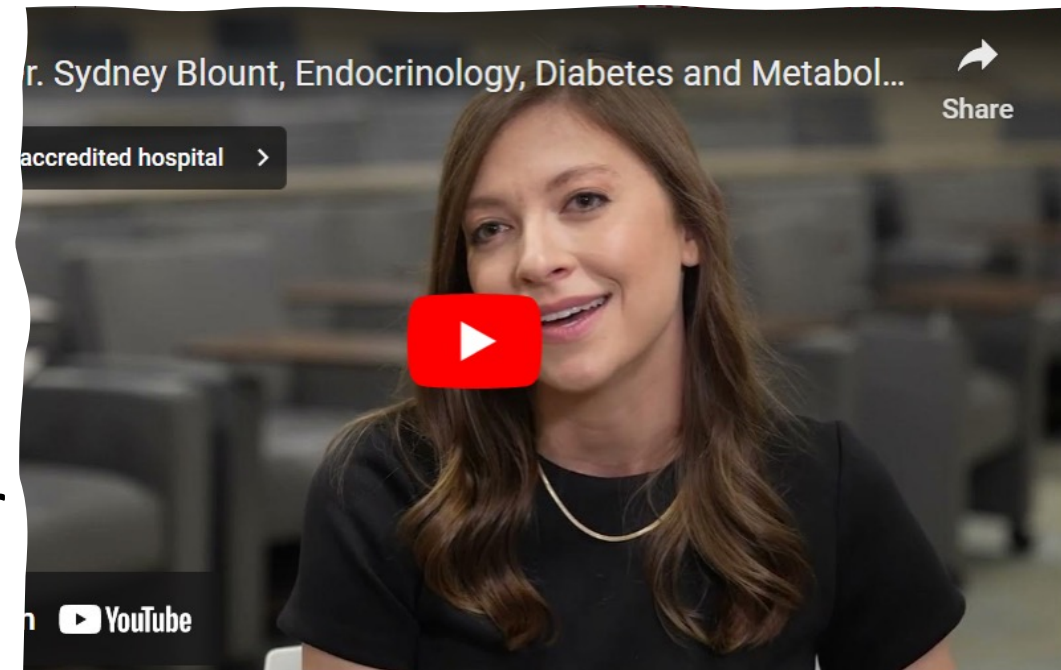 r. Sydney Blount, Endocrinology, Diabetes and Metabol...
Share
accredited hospital
n YouTube